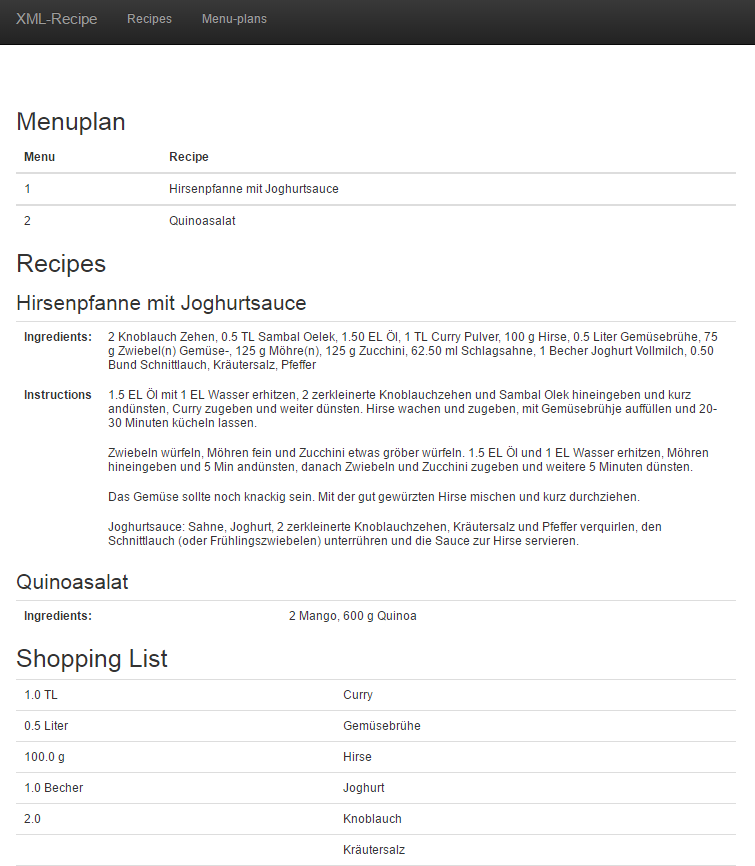 XML-Recipe Recipes Menu-plans
Menuplan
Menu Recipe
1 Hirsenpfanne mit Joghurtsauce
2 Quinoasalat
Recipes
Hirsenpfanne mit Joghurtsauce
Ingredients: 2 Knoblauch Zehen, 0.5 TL Sambal Oelek, 1.50 EL Öl, 1 TL Curry Pulver, 100 g Hirse, 0.5 Liter Gemüsebrühe, 75
g Zwiebel(n) Gemüse-, 125 g Möhre(n), 125 g Zucchini, 62.50 ml Schlagsahne, 1 Becher Joghurt Vollmilch, 0.50
Bund Schnittlauch, Kräutersalz, Pfeffer
Instructions 1.5 EL Öl mit 1 EL Wasser erhitzen, 2 zerkleinerte Knoblauchzehen und Sambal Olek hineingeben und kurz
andünsten, Curry zugeben und weiter dünsten. Hirse wachen und zugeben, mit Gemüsebrühje auffüllen und 20-
30 Minuten kücheln lassen.
Zwiebeln würfeln, Möhren fein und Zucchini etwas gröber würfeln. 1.5 EL Öl und 1 EL Wasser erhitzen, Möhren
hineingeben und 5 Min andünsten, danach Zwiebeln und Zucchini zugeben und weitere 5 Minuten dünsten.
Das Gemüse sollte noch knackig sein. Mit der gut gewürzten Hirse mischen und kurz durchziehen.
Joghurtsauce: Sahne, Joghurt, 2 zerkleinerte Knoblauchzehen, Kräutersalz und Pfeffer verquirlen, den
Schnittlauch (oder Frühlingszwiebelen) unterrühren und die Sauce zur Hirse servieren.
Quinoasalat
Ingredients: 2 Mango, 600 g Quinoa
Shopping List
1.0 TL Curry
0.5 Liter Gemüsebrühe
100.0 g Hirse
1.0 Becher Joghurt
2.0 Knoblauch
Kräutersalz